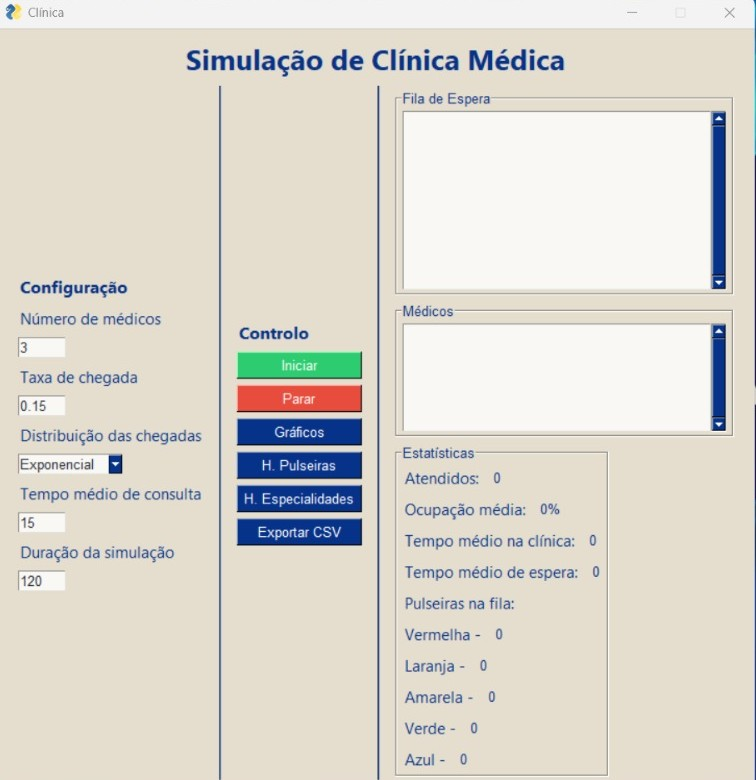 Clínica
Simulação de Clínica Médica
Configuração
Número de médicos
3
Taxa de chegada
0.15
Distribuição das chegadas
Exponencial
Tempo médio de consulta
15
Duração da simulação
120
Controlo
Iniciar
Parar
Gráficos
H. Pulseiras
H. Especialidades
Exportar CSV
Fila de Espera
Médicos
Estatísticas
Atendidos: 0
Ocupação média: 0%
Tempo médio na clínica: 0
Tempo médio de espera: 0
Pulseiras na fila:
Vermelha - 0
Laranja - 0
Amarela - 0
Verde - 0
Azul - 0